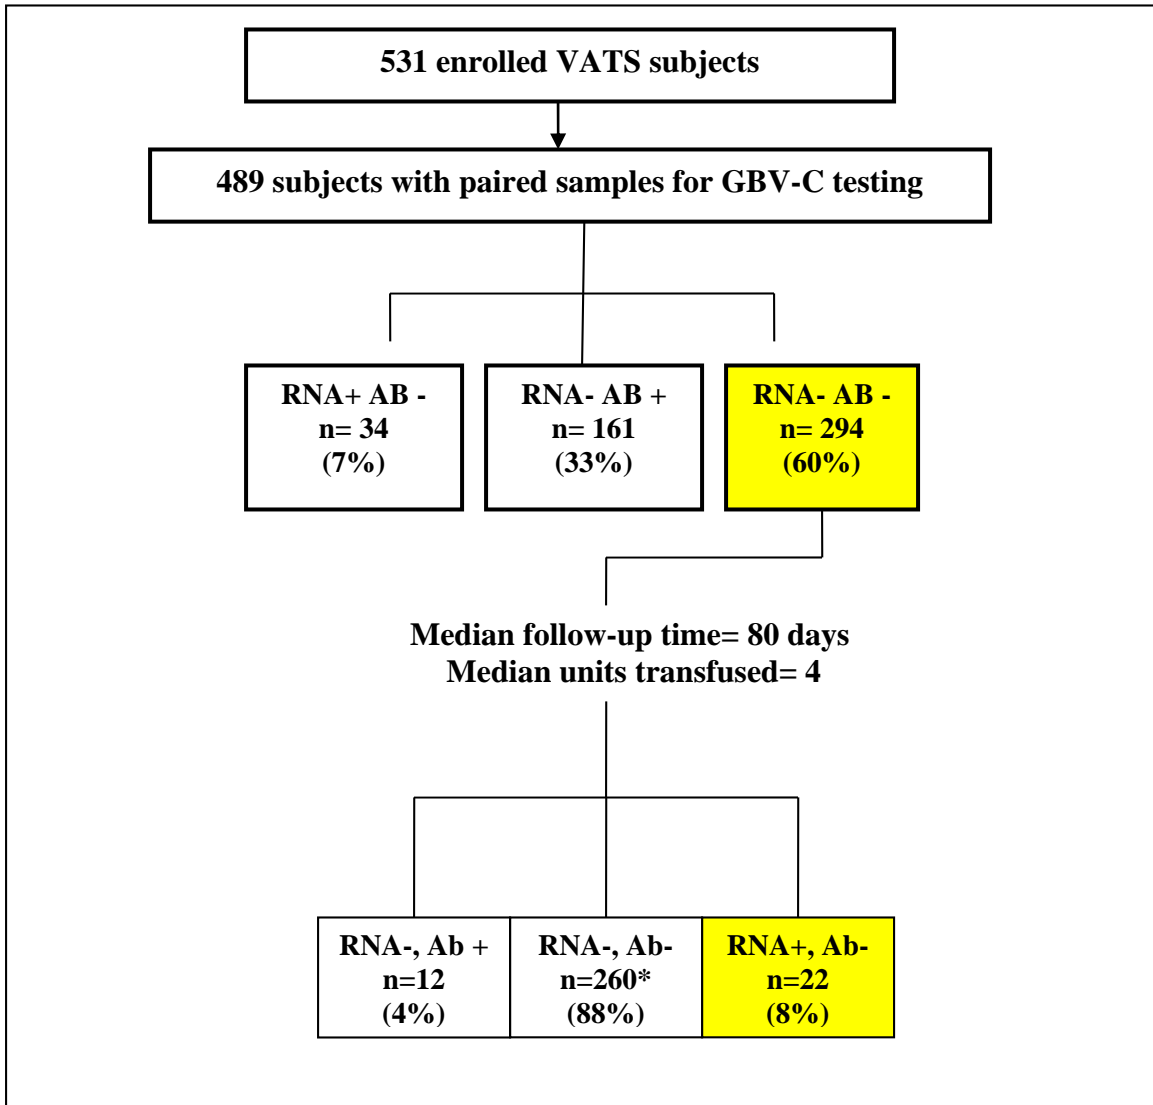 531 enrolled VATS subjects
489 subjects with paired samples for GBV-C testing
RNA+ AB -
n= 34
(7%)
RNA- AB +
n= 161
(33%)
RNA- AB -
n= 294
(60%)
Median follow-up time= 80 days
Median units transfused= 4
RNA-, Ab +
n=12
(4%)
RNA-, Ab-
n=260*
(88%)
RNA+, Ab-
n=22
(8%)